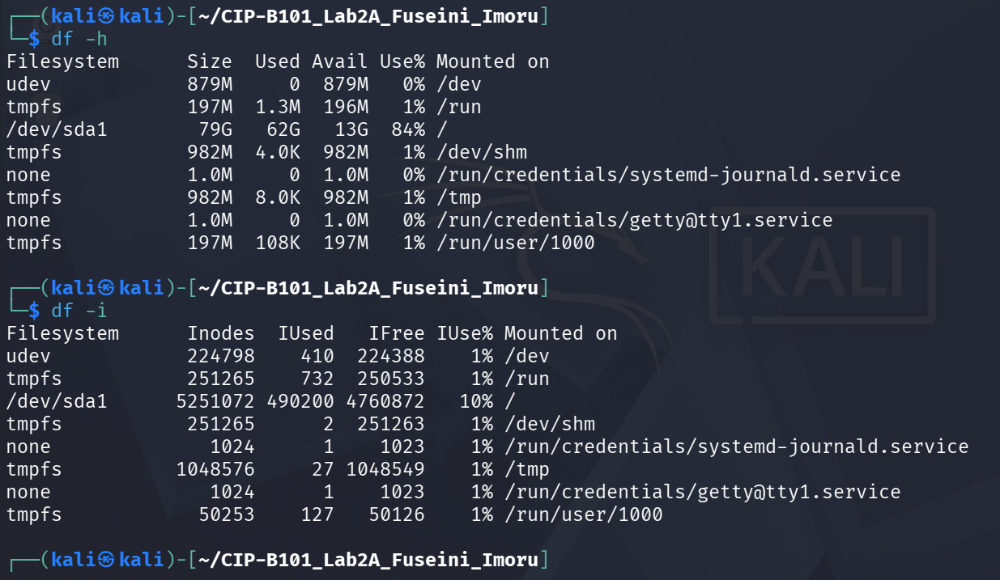 ┌──(kali㉿kali)-[~/CIP-B101_Lab2A_Fuseini_Imoru]
└─$ df -h
Filesystem      Size  Used Avail Use% Mounted on
udev            879M     0  879M   0% /dev
tmpfs           197M  1.3M  196M   1% /run
/dev/sda1        79G   62G   13G  84% /
tmpfs           982M  4.0K  982M   1% /dev/shm
none            1.0M     0  1.0M   0% /run/credentials/systemd-journald.service
tmpfs           982M  8.0K  982M   1% /tmp
none            1.0M     0  1.0M   0% /run/credentials/getty@tty1.service
tmpfs           197M  108K  197M   1% /run/user/1000
┌──(kali㉿kali)-[~/CIP-B101_Lab2A_Fuseini_Imoru]
└─$ df -i
Filesystem      Inodes  IUsed   IFree IUse% Mounted on
udev            224798    410  224388    1% /dev
tmpfs           251265    732  250533    1% /run
/dev/sda1      5251072 490200 4760872   10% /
tmpfs           251265      2  251263    1% /dev/shm
none              1024      1    1023    1% /run/credentials/systemd-journald.service
tmpfs          1048576     27 1048549    1% /tmp
none              1024      1    1023    1% /run/credentials/getty@tty1.service
tmpfs            50253    127   50126    1% /run/user/1000
┌──(kali㉿kali)-[~/CIP-B101_Lab2A_Fuseini_Imoru]
KALI